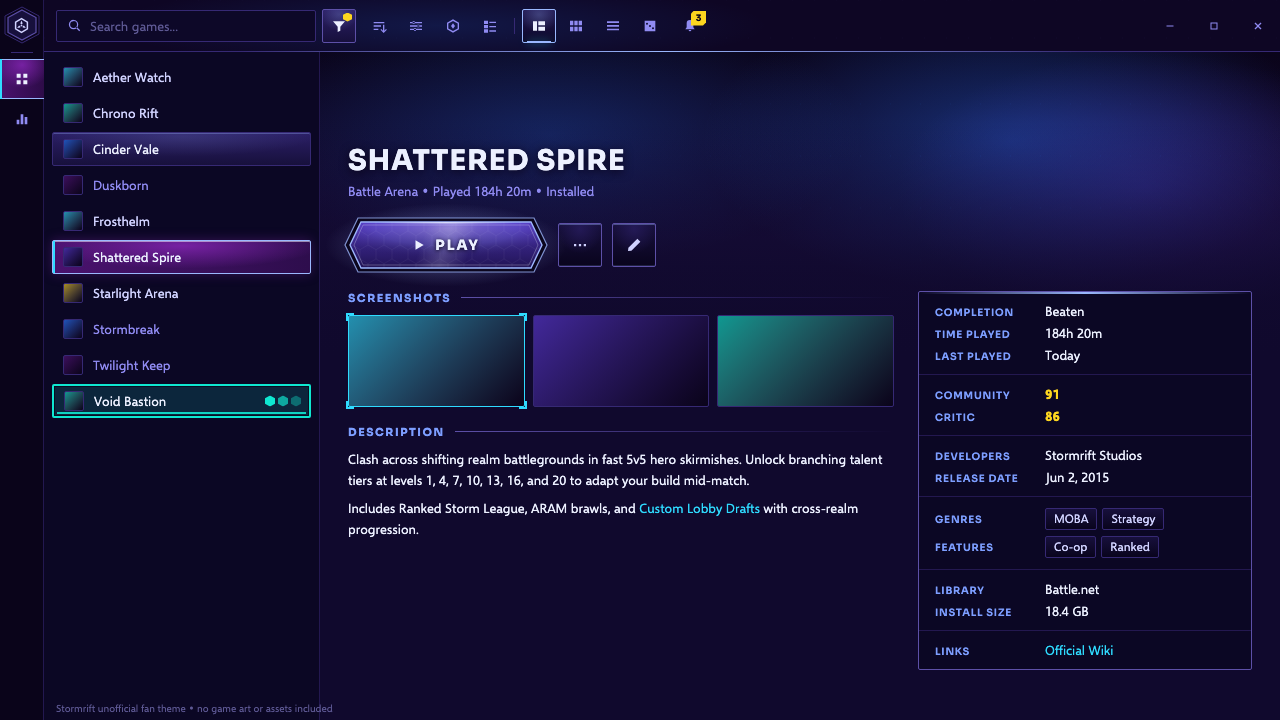 Search games...
3
Aether Watch
Chrono Rift
Cinder Vale
Duskborn
Frosthelm
Shattered Spire
Starlight Arena
Stormbreak
Twilight Keep
Void Bastion
SHATTERED SPIRE
Battle Arena • Played 184h 20m • Installed
PLAY
SCREENSHOTS
DESCRIPTION
Clash across shifting realm battlegrounds in fast 5v5 hero skirmishes. Unlock branching talent
tiers at levels 1, 4, 7, 10, 13, 16, and 20 to adapt your build mid-match.
Includes Ranked Storm League, ARAM brawls, and Custom Lobby Drafts with cross-realm
progression.
COMPLETION Beaten
TIME PLAYED 184h 20m
LAST PLAYED Today
COMMUNITY 91
CRITIC 86
DEVELOPERS Stormrift Studios
RELEASE DATE Jun 2, 2015
GENRES MOBA Strategy
FEATURES Co-op Ranked
LIBRARY Battle.net
INSTALL SIZE 18.4 GB
LINKS Official Wiki
Stormrift unofficial fan theme • no game art or assets included